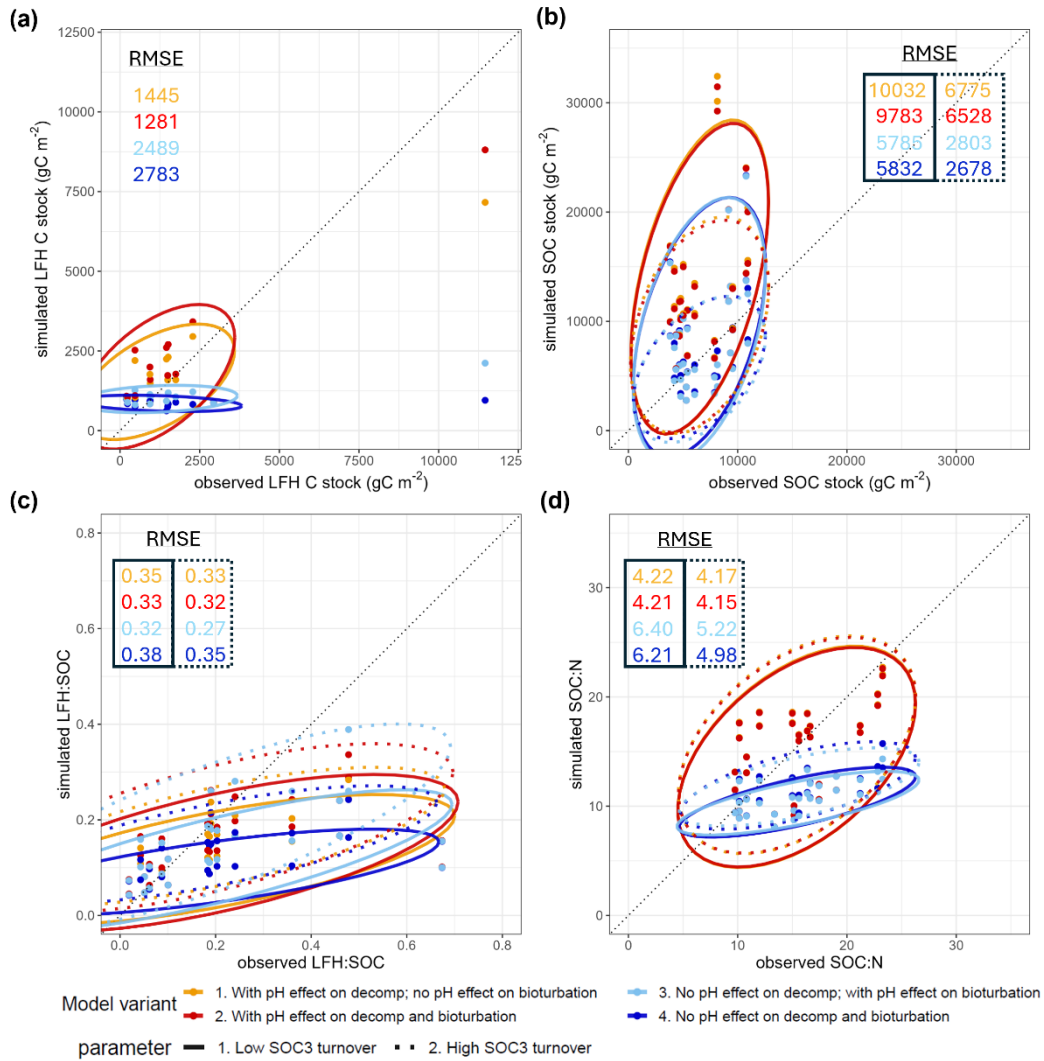 (a)
12500
10000
7500
5000
2500
0
simulated LFH C stock (gC m⁻²)
RMSE
1445
1281
2489
2783
0 2500 5000 7500 10000 125
observed LFH C stock (gC m⁻²)
(b)
30000
20000
10000
0
simulated SOC stock (gC m⁻²)
RMSE
10032 6775
9783 6528
5785 2803
5832 2678
0 10000 20000 30000
observed SOC stock (gC m⁻²)
(c)
0.8
0.6
0.4
0.2
0.0
simulated LFH:SOC
RMSE
0.35 0.33
0.33 0.32
0.32 0.27
0.38 0.35
0.0 0.2 0.4 0.6 0.8
observed LFH:SOC
(d)
30
20
10
0
simulated SOC:N
RMSE
4.22 4.17
4.21 4.15
6.40 5.22
6.21 4.98
0 10 20 30
observed SOC:N
Model variant
1. With pH effect on decomp; no pH effect on bioturbation
2. With pH effect on decomp and bioturbation
3. No pH effect on decomp; with pH effect on bioturbation
4. No pH effect on decomp and bioturbation
parameter
1. Low SOC3 turnover
2. High SOC3 turnover